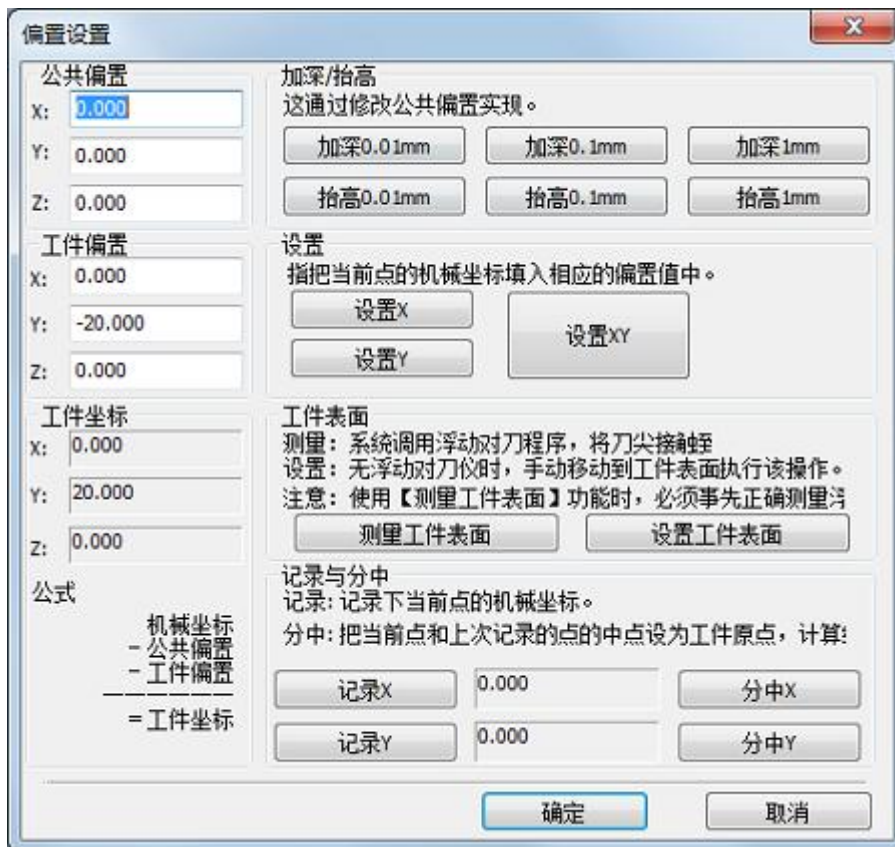 偏置设置
公共偏置
X: 0.000
Y: 0.000
Z: 0.000
加深/抬高
这通过修改公共偏置实现。
加深0.01mm 加深0.1mm 加深1mm
抬高0.01mm 抬高0.1mm 抬高1mm
工件偏置
X: 0.000
Y: -20.000
Z: 0.000
设置
指把当前点的机械坐标填入相应的偏置值中。
设置X
设置Y
设置XY
工件坐标
X: 0.000
Y: 20.000
Z: 0.000
公式
机械坐标
- 公共偏置
- 工件偏置
——————
= 工件坐标
工件表面
测量: 系统调用浮动对刀程序，将刀尖接触至
设置: 无浮动对刀仪时，手动移动到工件表面执行该操作。
注意: 使用【测量工件表面】功能时，必须事先正确测量
测量工件表面 设置工件表面
记录与分中
记录: 记录下当前点的机械坐标。
分中: 把当前点和上次记录的点的中点设为工件原点，计算
记录X 0.000 分中X
记录Y 0.000 分中Y
确定 取消